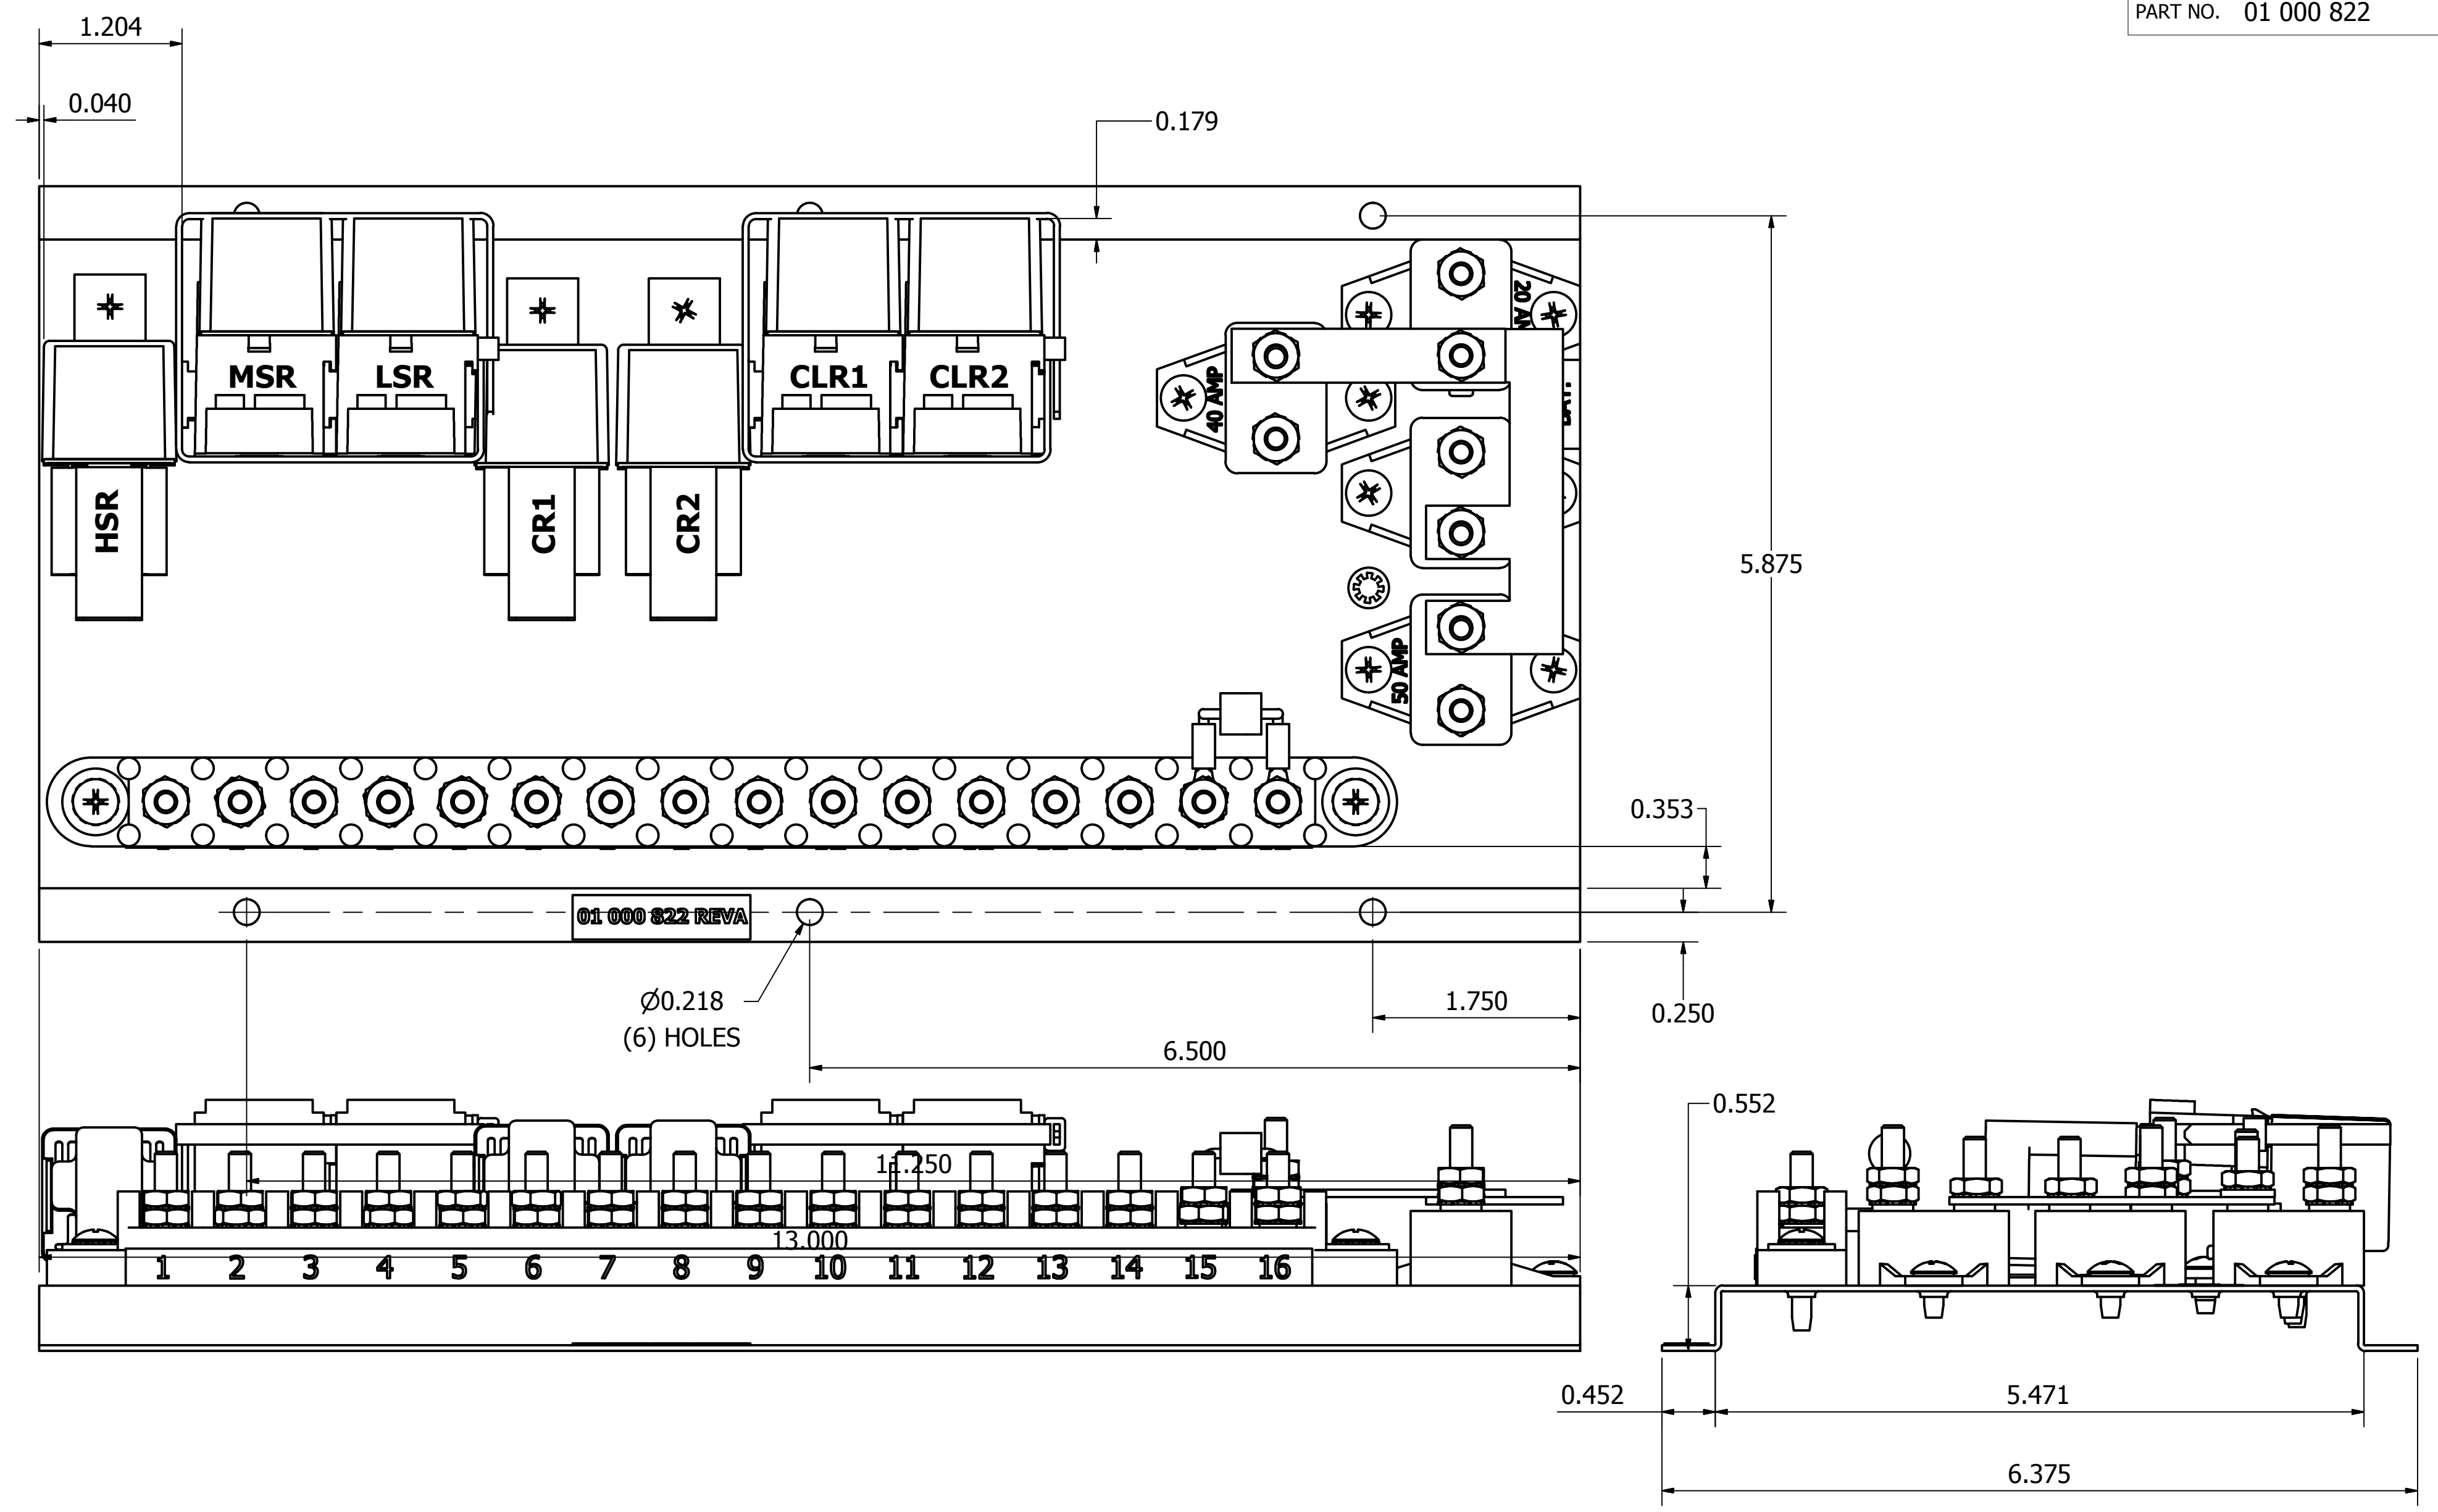 PART NO. 01 000 822
1.204
0.040
0.179
20 AM
MSR
LSR
CLR1
CLR2
40 AMP
BAT.
HSR
CR1
CR2
5.875
50 AMP
0.353
01 000 822 REVA
Ø0.218
(6) HOLES
1.750
0.250
6.500
0.552
11.250
13.000
1 2 3 4 5 6 7 8 9 10 11 12 13 14 15 16
0.452
5.471
6.375